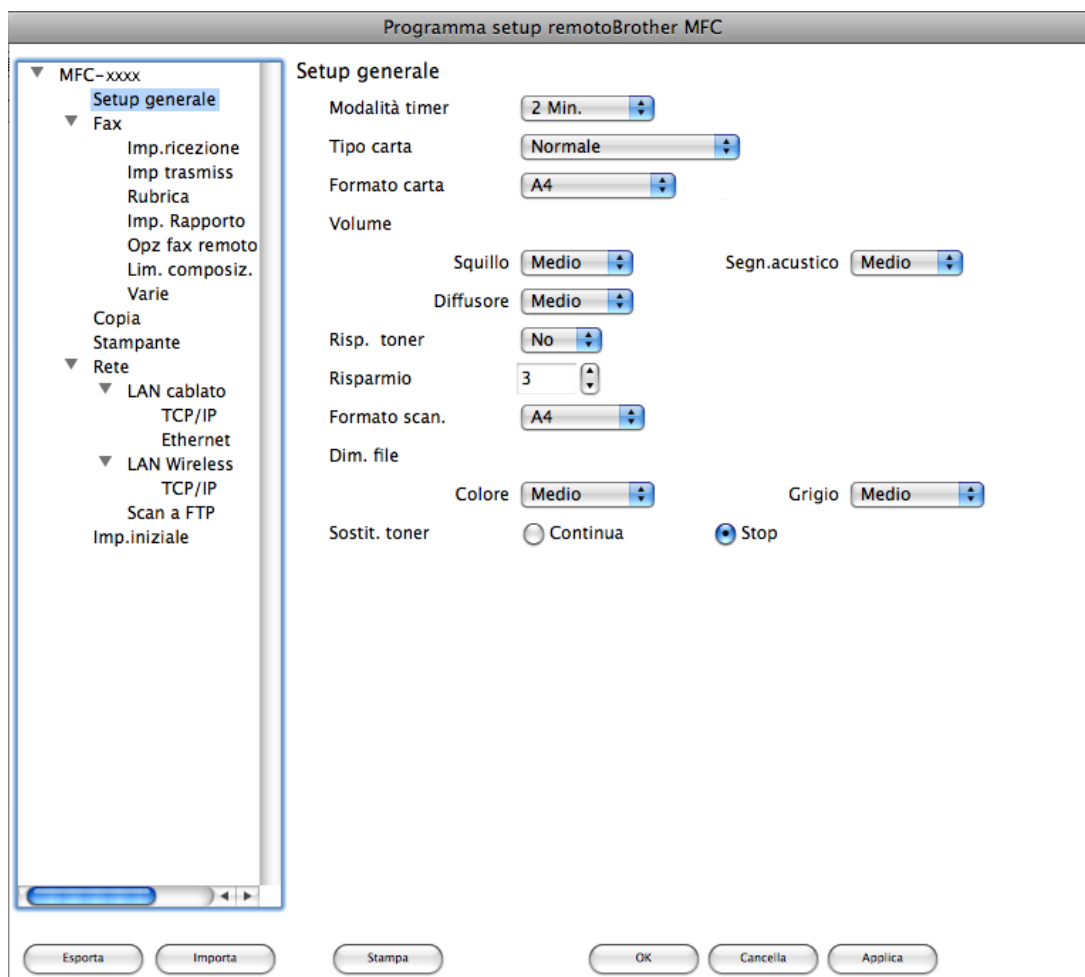 Programma setup remotoBrother MFC
MFC-xxxx
Setup generale
Fax
Imp.ricezione
Imp trasmiss
Rubrica
Imp. Rapporto
Opz fax remoto
Lim. composiz.
Varie
Copia
Stampante
Rete
LAN cablato
TCP/IP
Ethernet
LAN Wireless
TCP/IP
Scan a FTP
Imp.iniziale
Setup generale
Modalità timer 2 Min.
Tipo carta Normale
Formato carta A4
Volume
Squillo Medio Segn.acustico Medio
Diffusore Medio
Risp. toner No
Risparmio 3
Formato scan. A4
Dim. file
Colore Medio Grigio Medio
Sostit. toner Continua Stop
Esporta Importa Stampa OK Cancella Applica